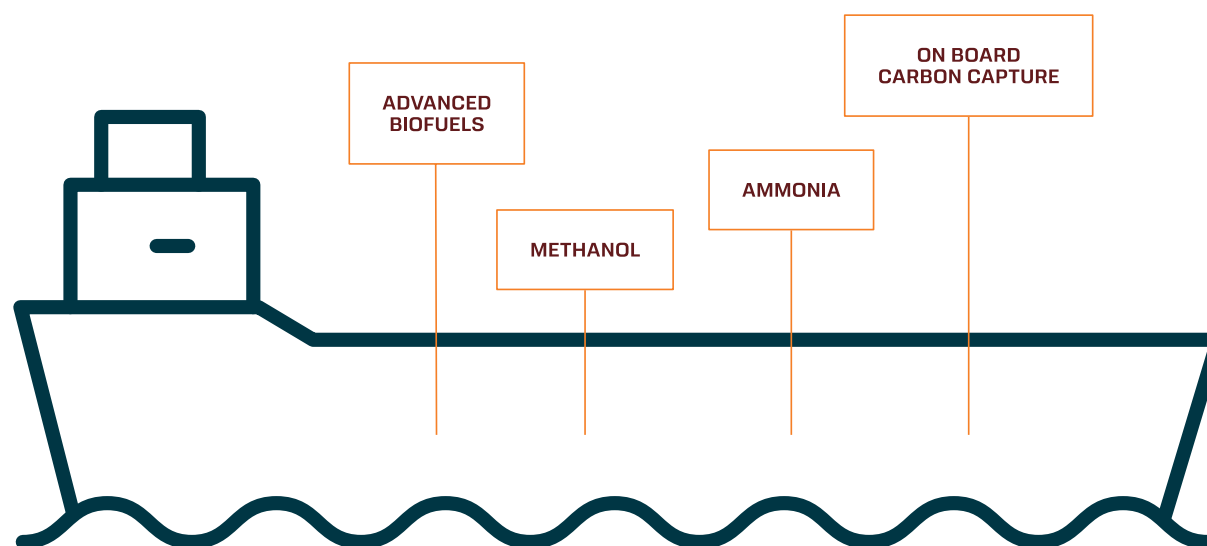 ADVANCED
BIOFUELS
METHANOL
AMMONIA
ON BOARD
CARBON CAPTURE